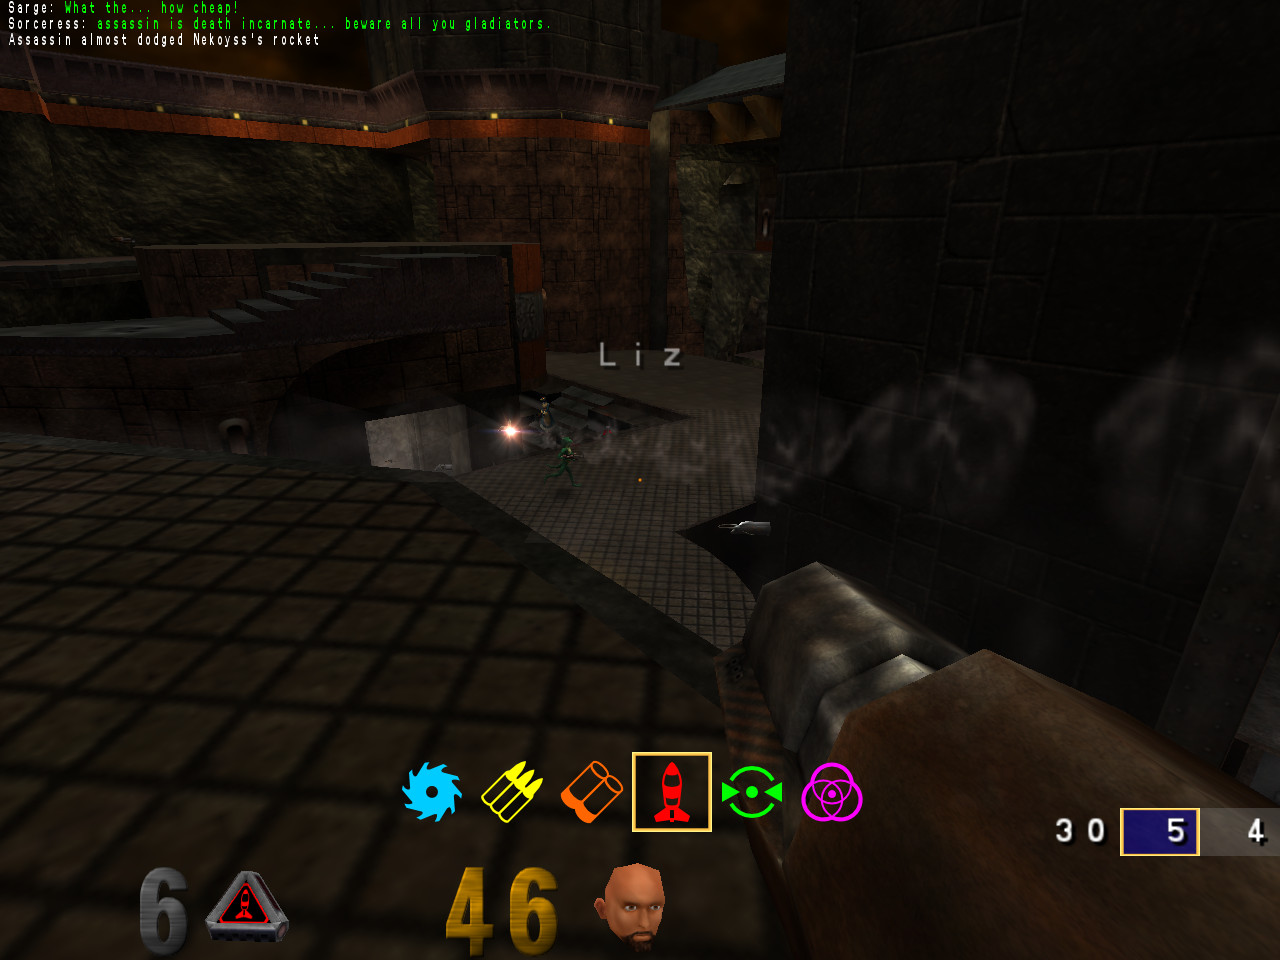 Sarge: What the... how cheap!
Sorceress: assassin is death incarnate... beware all you gladiators.
Assassin almost dodged Nekoyss's rocket
Liz
30 5 4
6 46